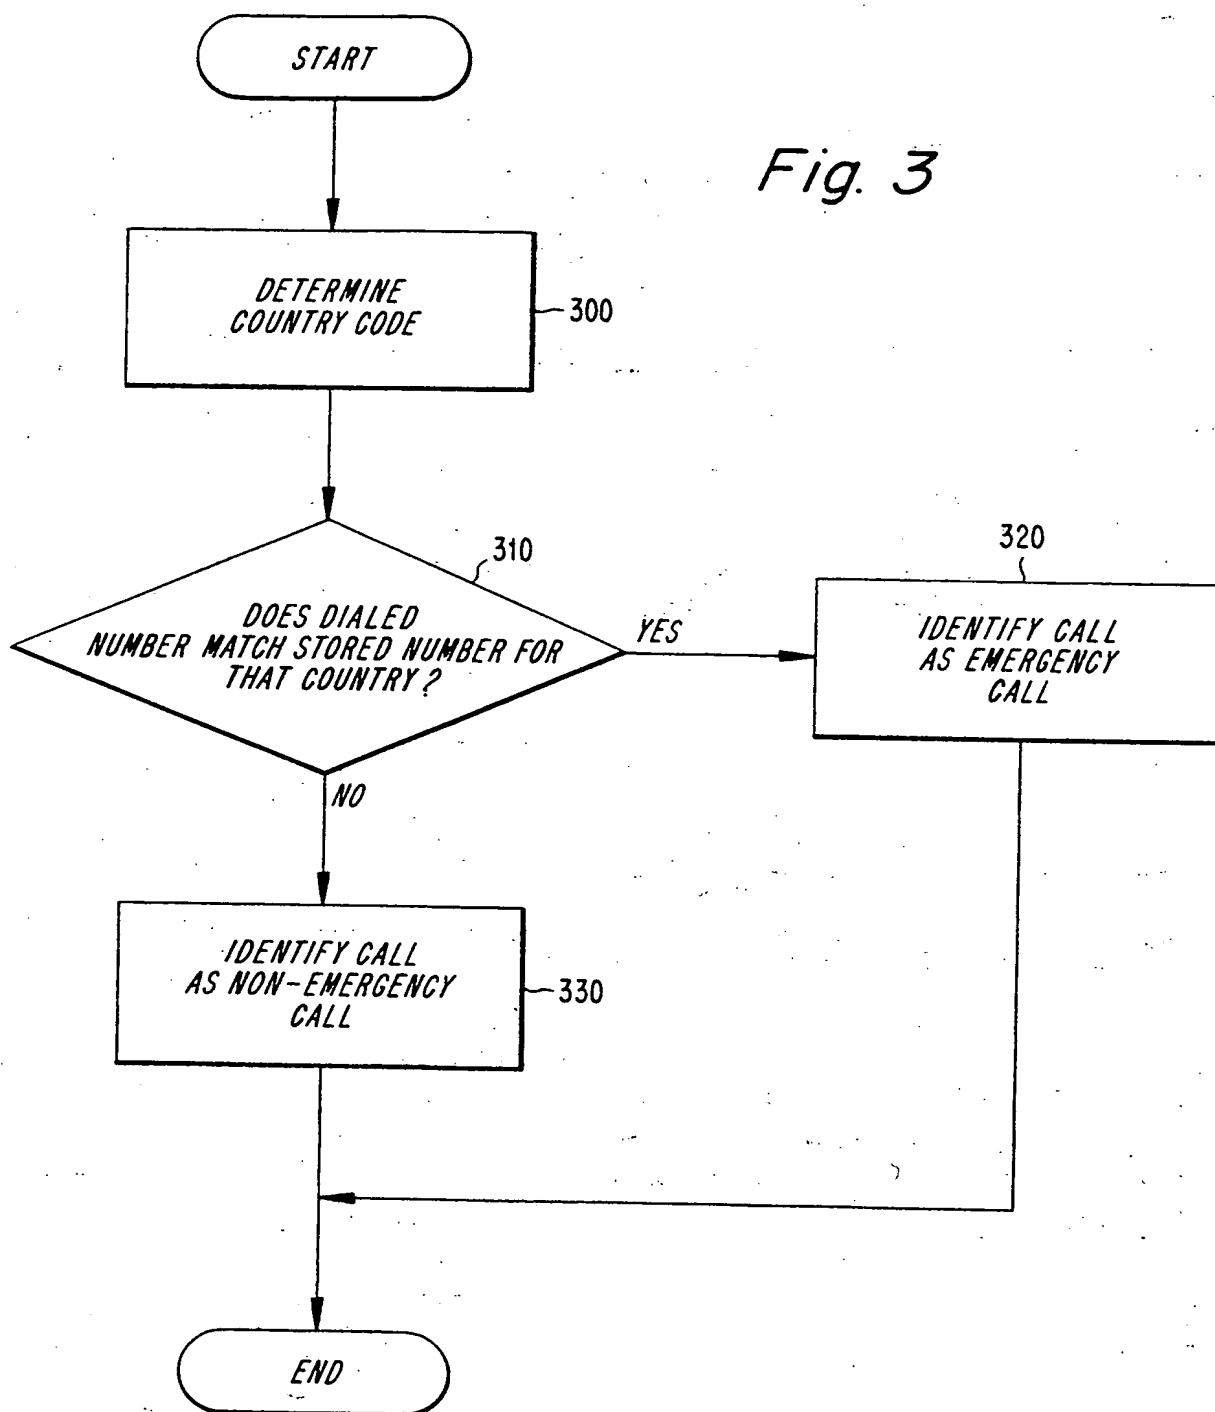 START
Fig. 3
DETERMINE
COUNTRY CODE
300
310
DOES DIALED
NUMBER MATCH STORED NUMBER FOR
THAT COUNTRY?
YES
320
IDENTIFY CALL
AS EMERGENCY
CALL
NO
IDENTIFY CALL
AS NON-EMERGENCY
CALL
330
END